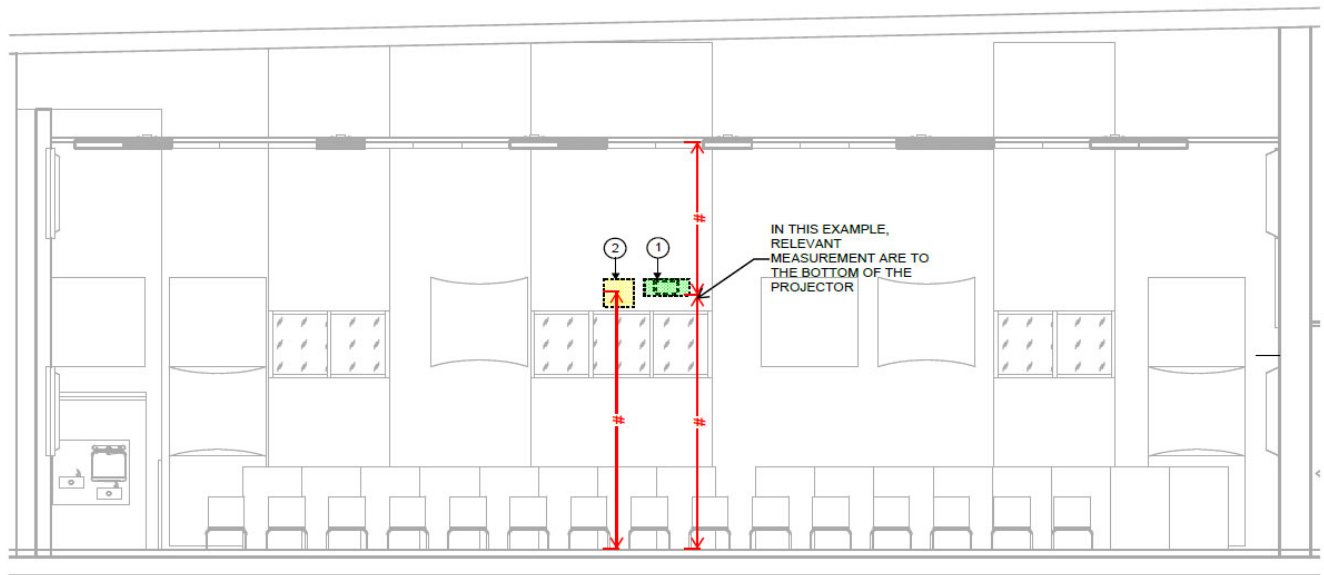 #
IN THIS EXAMPLE,
RELEVANT
MEASUREMENT ARE TO
THE BOTTOM OF THE
PROJECTOR
2
1
#
#